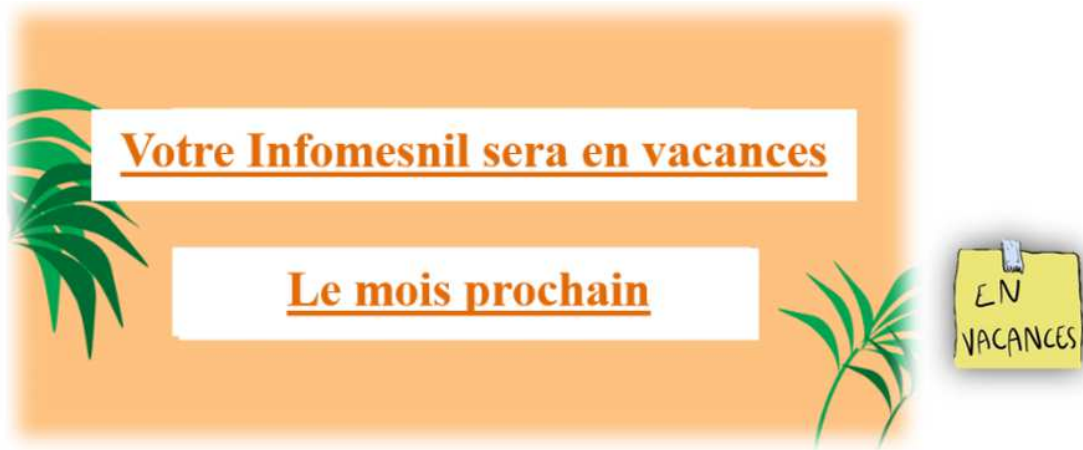 Votre Infomesnil sera en vacances
Le mois prochain
EN
VACANCES